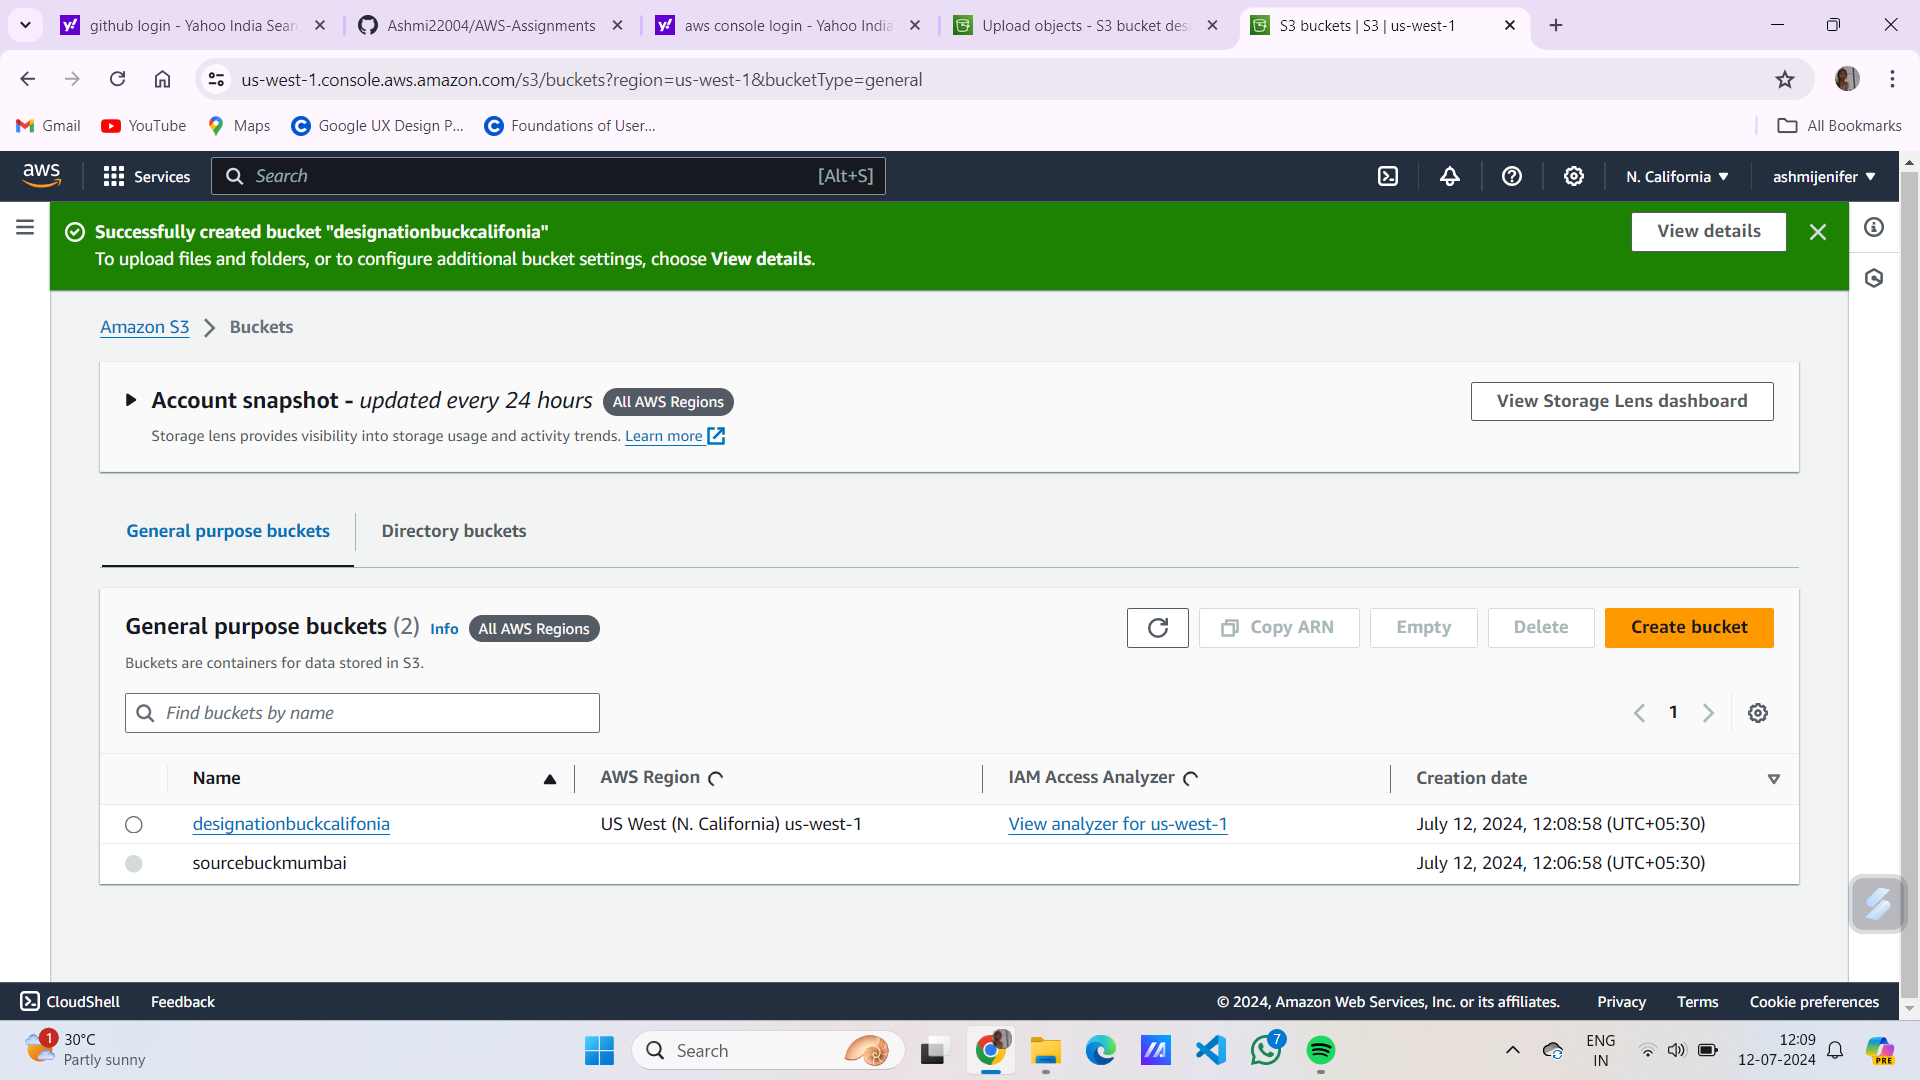 github login - Yahoo India Sear
Ashmi22004/AWS-Assignments
aws console login - Yahoo India
Upload objects - S3 bucket des
S3 buckets | S3 | us-west-1
us-west-1.console.aws.amazon.com/s3/buckets?region=us-west-1&bucketType=general
Gmail
YouTube
Maps
Google UX Design P...
Foundations of User...
All Bookmarks
aws
Services
Search
[Alt+S]
N. California
ashmijenifer
Successfully created bucket "designationbuckcalifonia"
To upload files and folders, or to configure additional bucket settings, choose View details.
View details
Amazon S3
Buckets
Account snapshot - updated every 24 hours
All AWS Regions
Storage lens provides visibility into storage usage and activity trends. Learn more
View Storage Lens dashboard
General purpose buckets
Directory buckets
General purpose buckets (2)
Info
All AWS Regions
Buckets are containers for data stored in S3.
Copy ARN
Empty
Delete
Create bucket
Find buckets by name
1
Name
AWS Region
IAM Access Analyzer
Creation date
designationbuckcalifonia
US West (N. California) us-west-1
View analyzer for us-west-1
July 12, 2024, 12:08:58 (UTC+05:30)
sourcebuckmumbai
July 12, 2024, 12:06:58 (UTC+05:30)
CloudShell
Feedback
© 2024, Amazon Web Services, Inc. or its affiliates.
Privacy
Terms
Cookie preferences
1
30°C
Partly sunny
Search
7
ENG
IN
12:09
12-07-2024
PRE